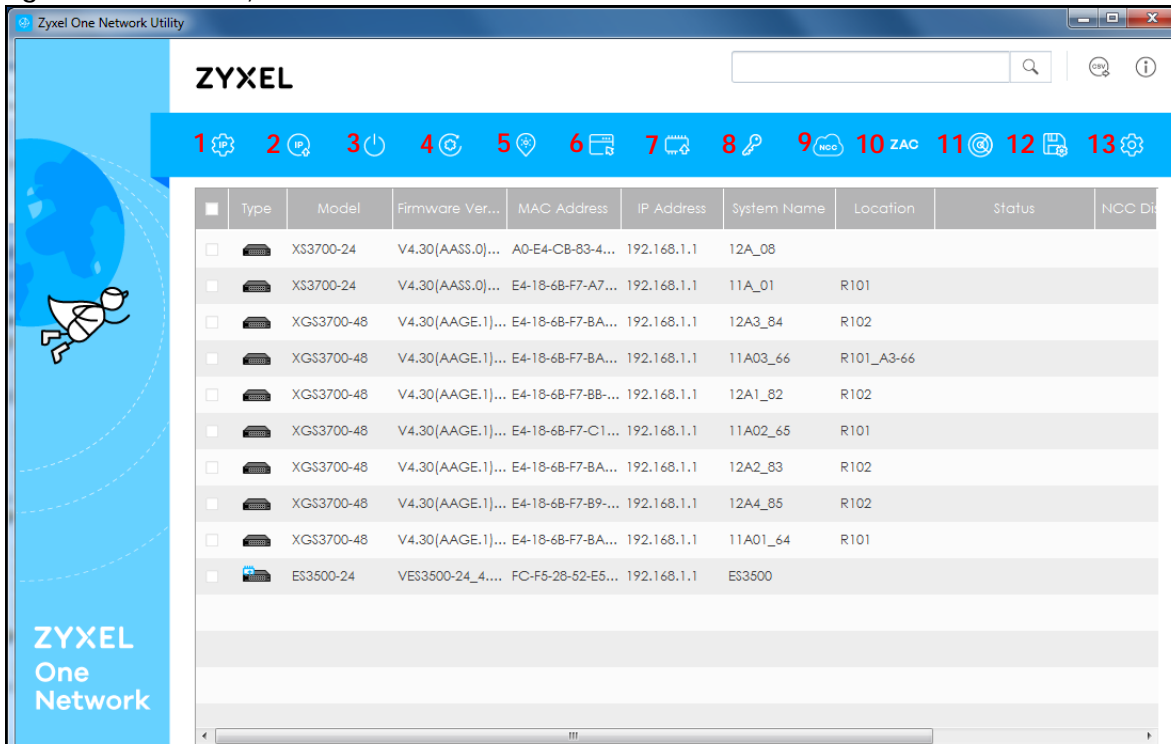 Zyxel One Network Utility
ZYXEL
CSV
1 IP 2 IP 3 4 5 6 7 8 9 NCC 10 ZAC 11 12 13
Type Model Firmware Ver... MAC Address IP Address System Name Location Status NCC Dis
XS3700-24 V4.30(AASS.0)... A0-E4-CB-83-4... 192.168.1.1 12A_08
XS3700-24 V4.30(AASS.0)... E4-18-6B-F7-A7... 192.168.1.1 11A_01 R101
XGS3700-48 V4.30(AAGE.1)... E4-18-6B-F7-BA... 192.168.1.1 12A3_84 R102
XGS3700-48 V4.30(AAGE.1)... E4-18-6B-F7-BA... 192.168.1.1 11A03_66 R101_A3-66
XGS3700-48 V4.30(AAGE.1)... E4-18-6B-F7-BB-... 192.168.1.1 12A1_82 R102
XGS3700-48 V4.30(AAGE.1)... E4-18-6B-F7-C1... 192.168.1.1 11A02_65 R101
XGS3700-48 V4.30(AAGE.1)... E4-18-6B-F7-BA... 192.168.1.1 12A2_83 R102
XGS3700-48 V4.30(AAGE.1)... E4-18-6B-F7-B9-... 192.168.1.1 12A4_85 R102
XGS3700-48 V4.30(AAGE.1)... E4-18-6B-F7-BA... 192.168.1.1 11A01_64 R101
ES3500-24 VES3500-24_4.... FC-F5-28-52-E5... 192.168.1.1 ES3500
ZYXEL
One
Network